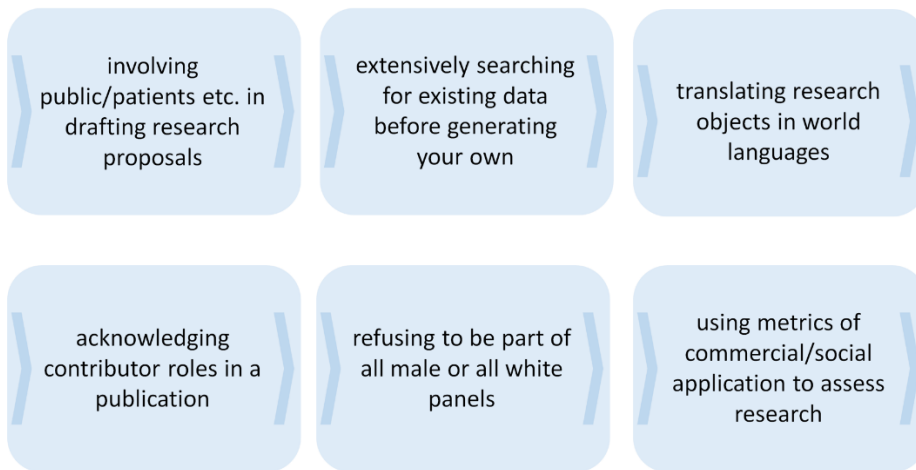 involving
public/patients etc. in
drafting research
proposals
extensively searching
for existing data
before generating
your own
translating research
objects in world
languages
acknowledging
contributor roles in a
publication
refusing to be part of
all male or all white
panels
using metrics of
commercial/social
application to assess
research